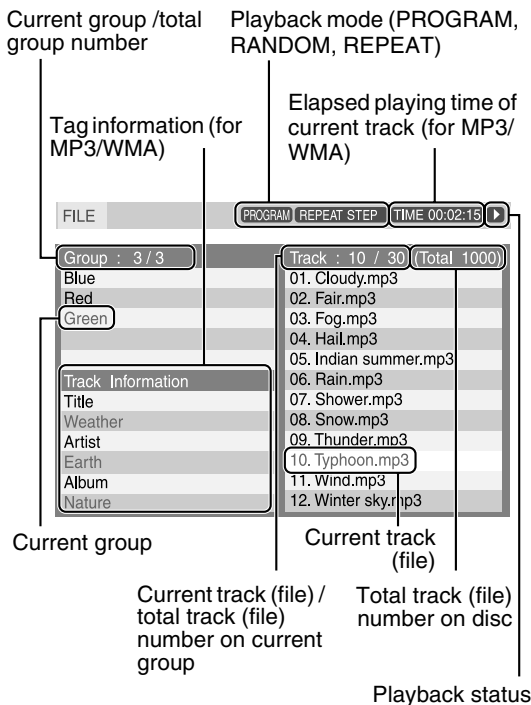 Current group /total
group number
Playback mode (PROGRAM,
RANDOM, REPEAT)
Tag information (for
MP3/WMA)
Elapsed playing time of
current track (for MP3/
WMA)
FILE
PROGRAM REPEAT STEP TIME 00:02:15
Group : 3 / 3
Blue
Red
Green
Track Information
Title
Weather
Artist
Earth
Album
Nature
Track : 10 / 30 (Total 1000)
01. Cloudy.mp3
02. Fair.mp3
03. Fog.mp3
04. Hail.mp3
05. Indian summer.mp3
06. Rain.mp3
07. Shower.mp3
08. Snow.mp3
09. Thunder.mp3
10. Typhoon.mp3
11. Wind.mp3
12. Winter sky.mp3
Current group
Current track
(file)
Current track (file) /
total track (file)
number on current
group
Total track (file)
number on disc
Playback status